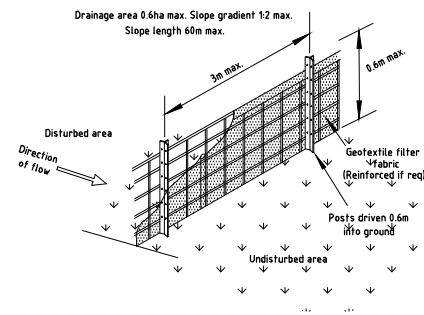 Drainage area 0.6ha max. Slope gradient 1:2 max.
Slope length 60m max.
3m max.
0.6m max.
Disturbed area
Direction
of flow
Geotextile filter
fabric
(Reinforced if req)
Posts driven 0.6m
into ground
Undisturbed area